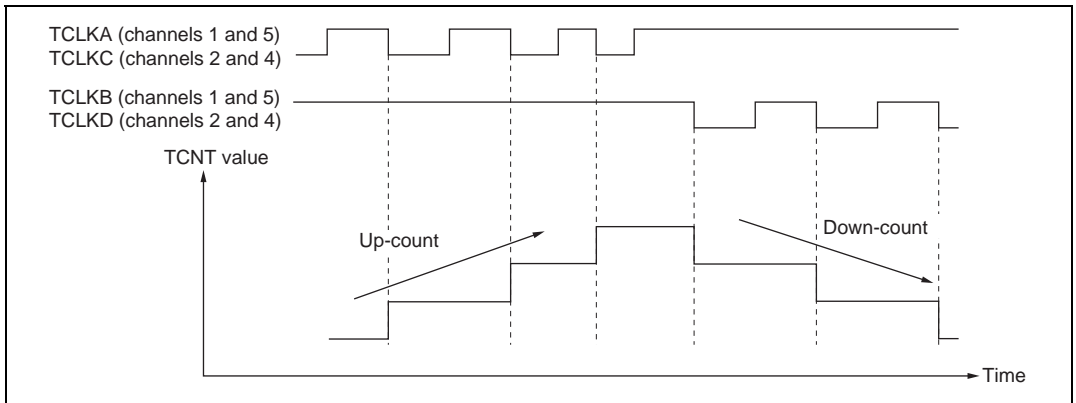 TCLKA (channels 1 and 5)
TCLKC (channels 2 and 4)
TCLKB (channels 1 and 5)
TCLKD (channels 2 and 4)
TCNT value
Up-count
Down-count
Time